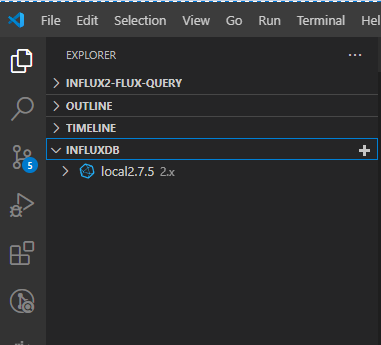 File Edit Selection View Go Run Terminal Hel
EXPLORER ...
INFLUX2-FLUX-QUERY
OUTLINE
TIMELINE
INFLUXDB
local2.7.5 2.x
5